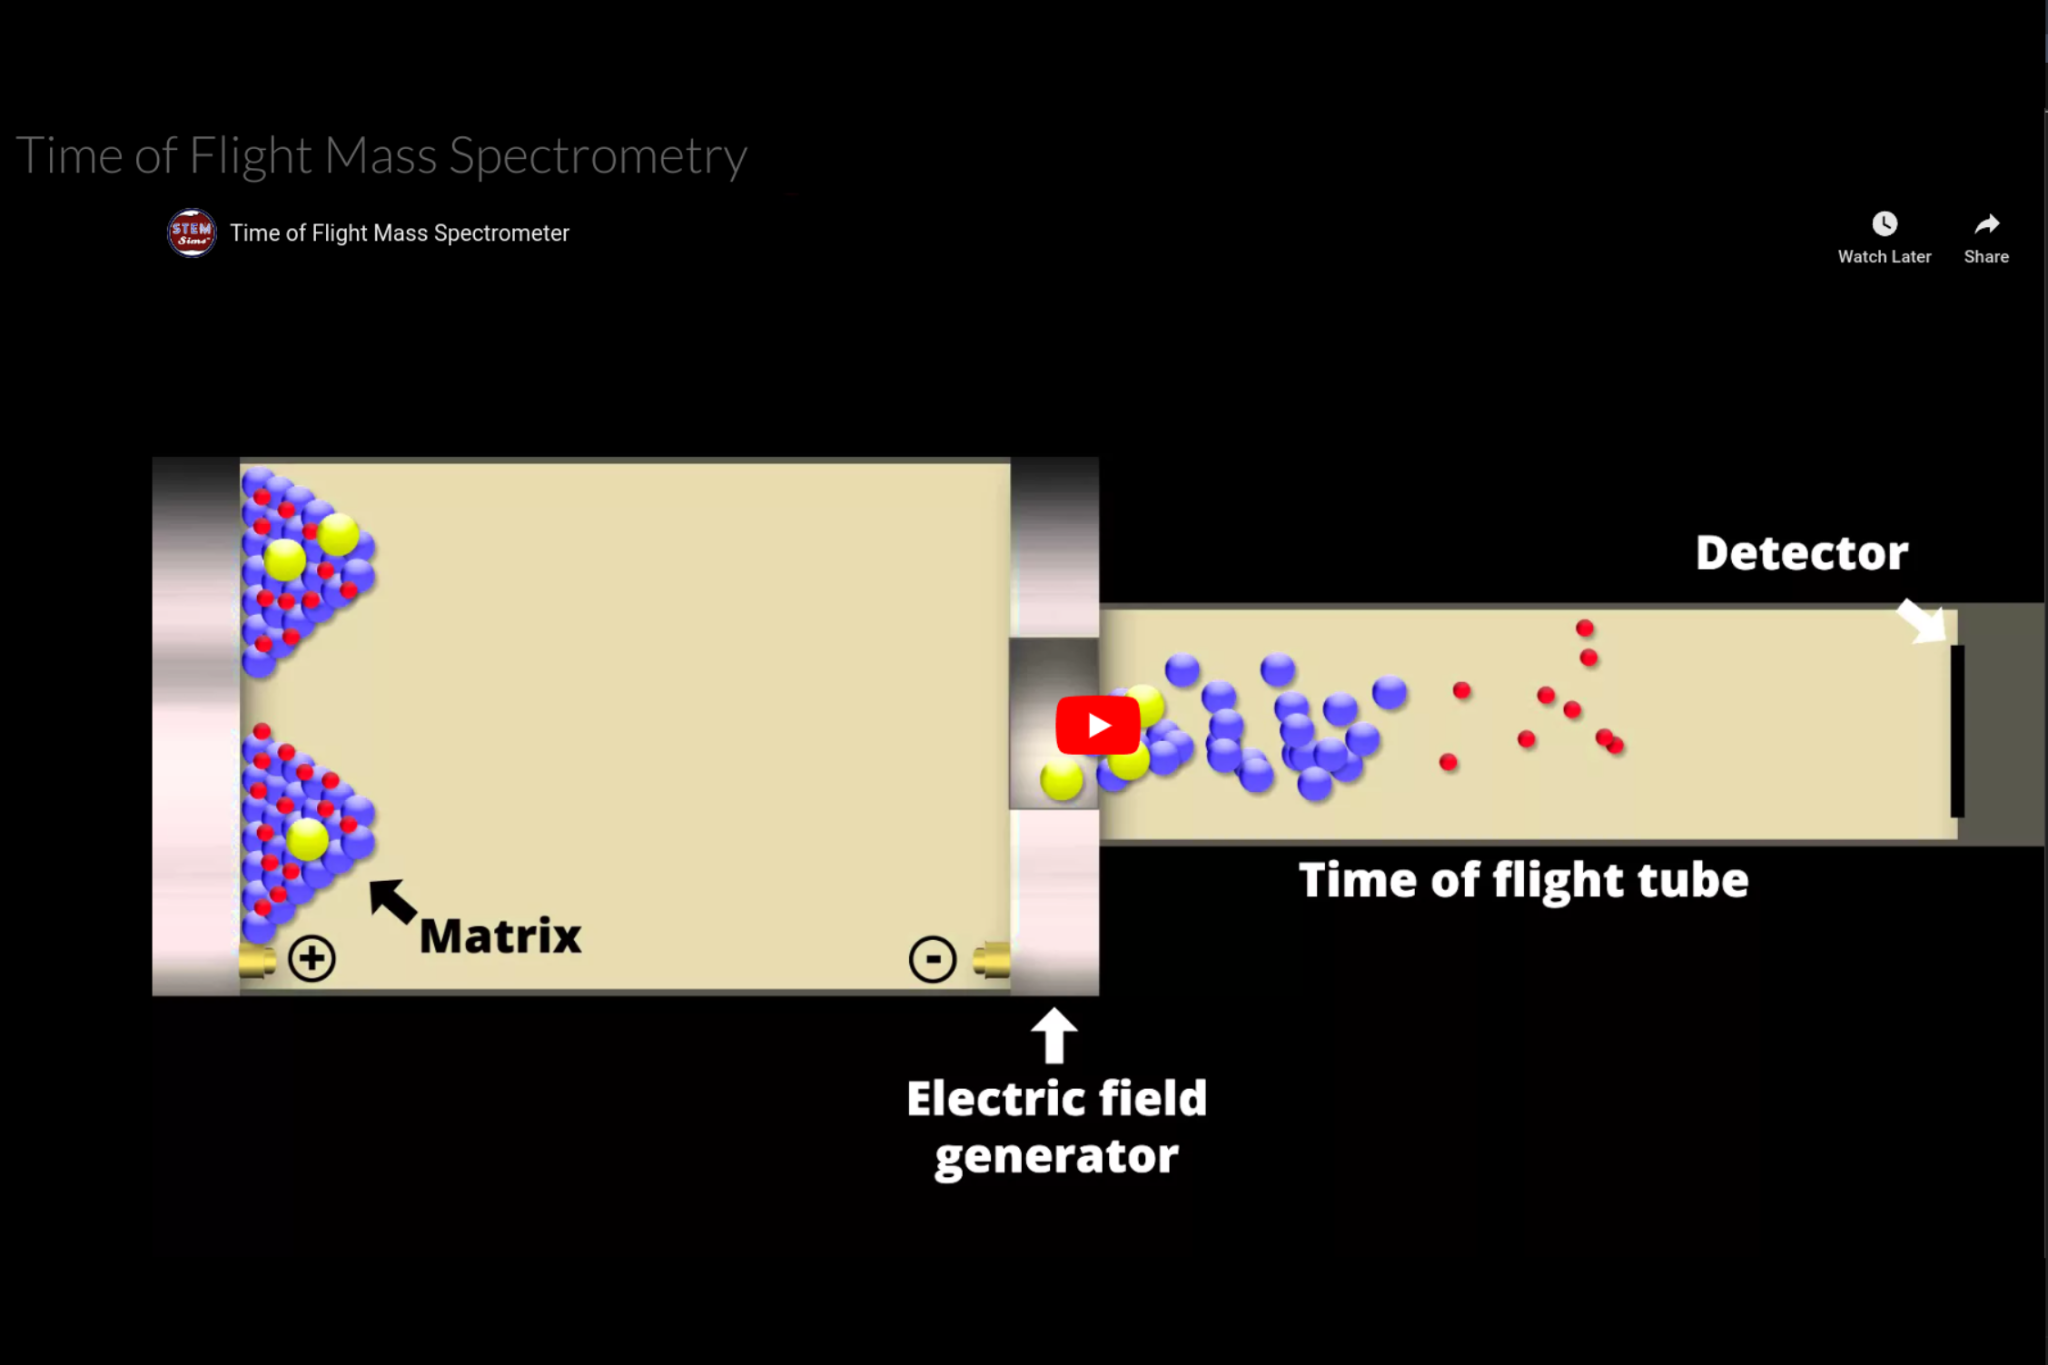 Time of Flight Mass Spectrometry
STEM
Sims
Time of Flight Mass Spectrometer
Watch Later
Share
Detector
Time of flight tube
Matrix
+
-
Electric field
generator